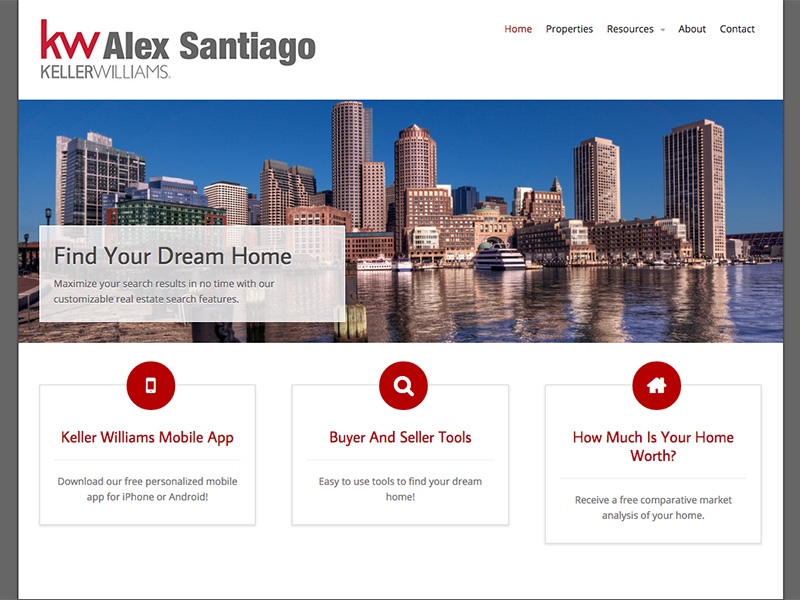 kw Alex Santiago
KELLERWILLIAMS.
Home Properties Resources About Contact
Find Your Dream Home
Maximize your search results in no time with our
customizable real estate search features.
Keller Williams Mobile App
Download our free personalized mobile
app for iPhone or Android!
Buyer And Seller Tools
Easy to use tools to find your dream
home!
How Much Is Your Home
Worth?
Receive a free comparative market
analysis of your home.